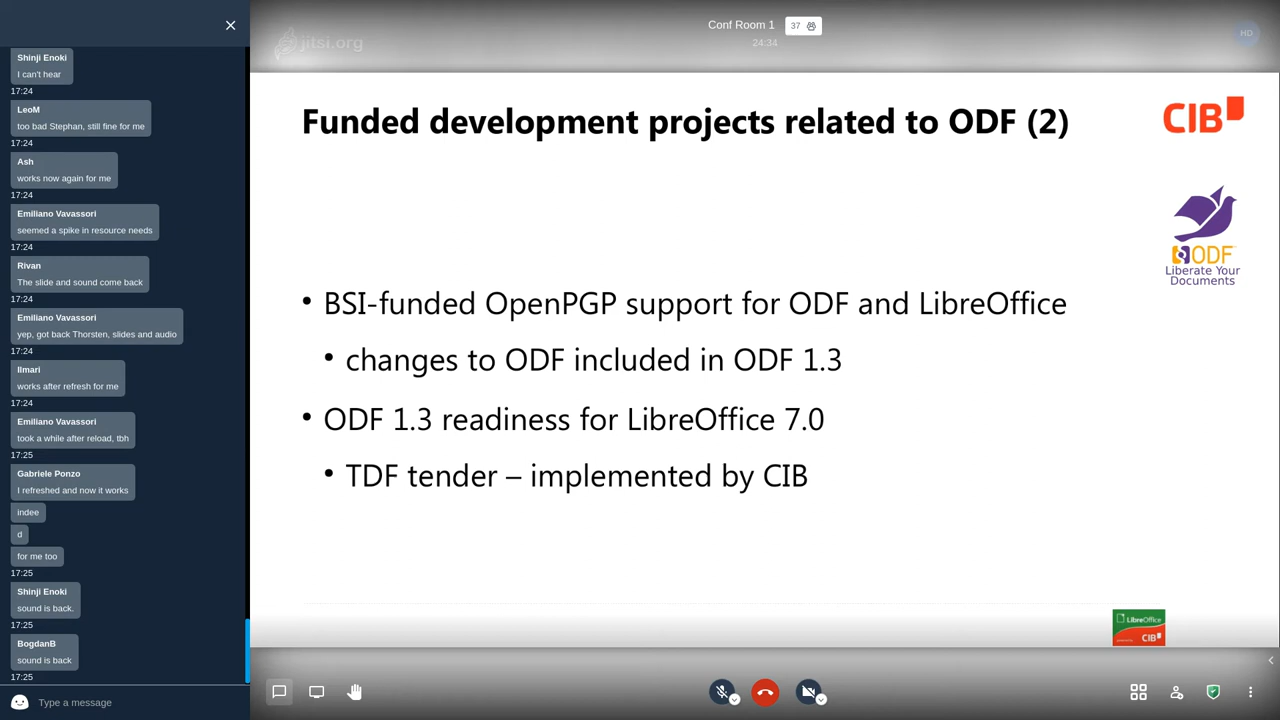 Shinji Enoki
I can't hear
17:24
LeoM
too bad Stephan, still fine for me
17:24
Ash
works now again for me
17:24
Emiliano Vavassori
seemed a spike in resource needs
17:24
Rivan
The slide and sound come back
17:24
Emiliano Vavassori
yep, got back Thorsten, slides and audio
17:24
Ilmari
works after refresh for me
17:24
Emiliano Vavassori
took a while after reload, tbh
17:25
Gabriele Ponzo
I refreshed and now it works
indee
d
for me too
17:25
Shinji Enoki
sound is back.
17:25
BogdanB
sound is back
17:25
Type a message
jitsi.org
Conf Room 1
37
24:34
HD
Funded development projects related to ODF (2)
CIB
ODF
Liberate Your
Documents
• BSI-funded OpenPGP support for ODF and LibreOffice
• changes to ODF included in ODF 1.3
• ODF 1.3 readiness for LibreOffice 7.0
• TDF tender – implemented by CIB
LibreOffice
CIB